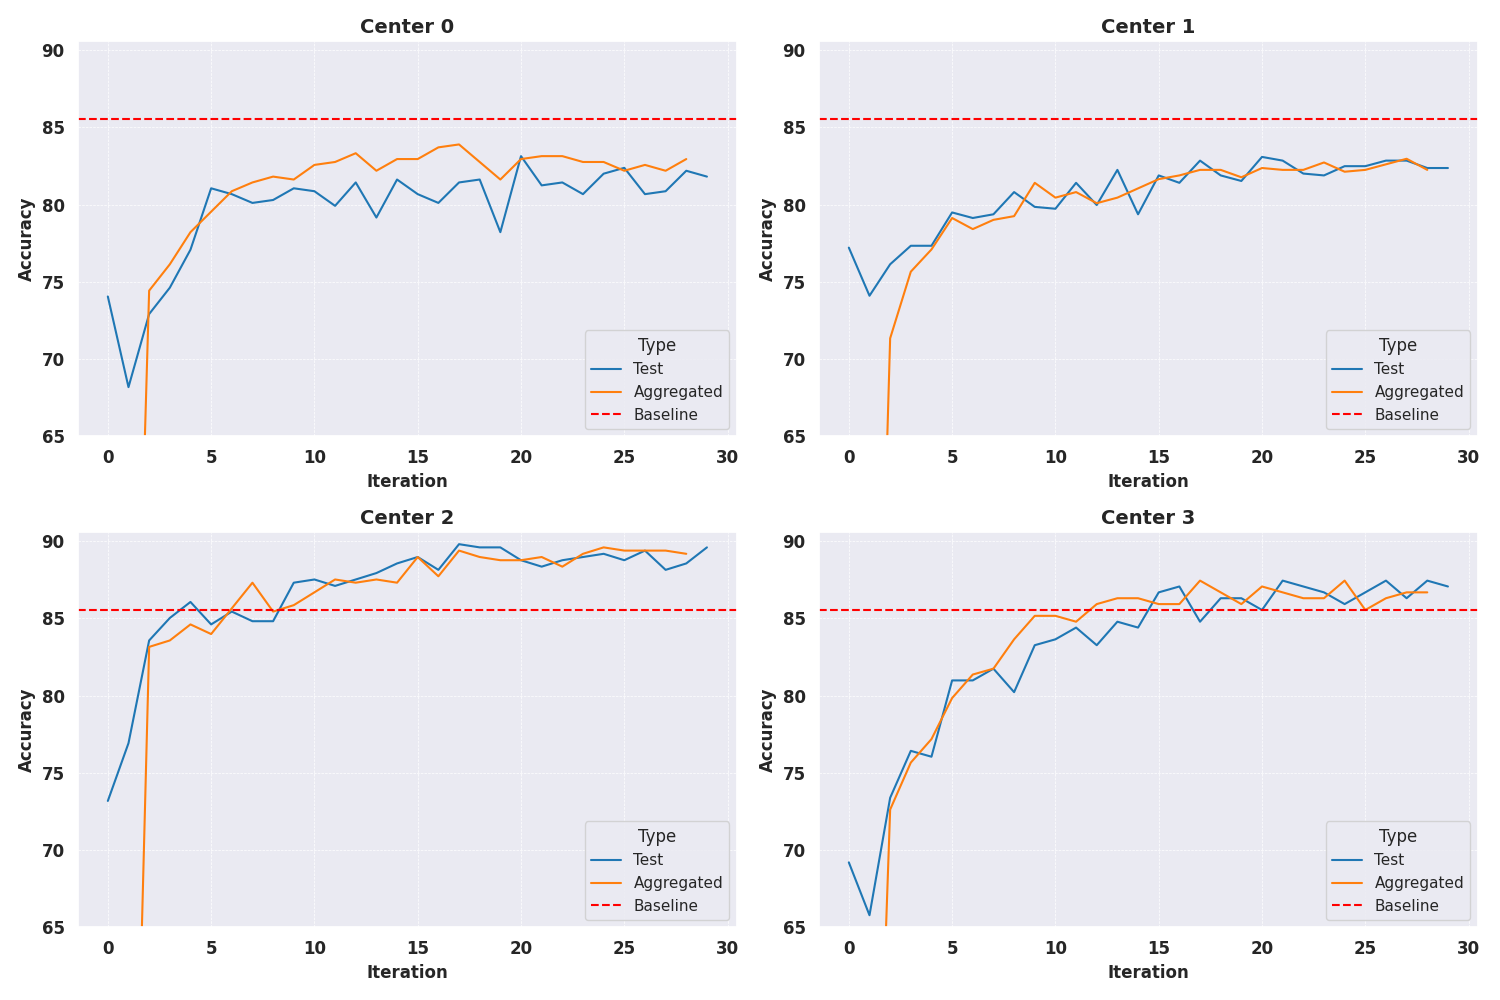 Center 0
90
85
80
75
70
65
Accuracy
0 5 10 15 20 25 30
Iteration
Type
Test
Aggregated
Baseline
Center 1
90
85
80
75
70
65
Accuracy
0 5 10 15 20 25 30
Iteration
Type
Test
Aggregated
Baseline
Center 2
90
85
80
75
70
65
Accuracy
0 5 10 15 20 25 30
Iteration
Type
Test
Aggregated
Baseline
Center 3
90
85
80
75
70
65
Accuracy
0 5 10 15 20 25 30
Iteration
Type
Test
Aggregated
Baseline